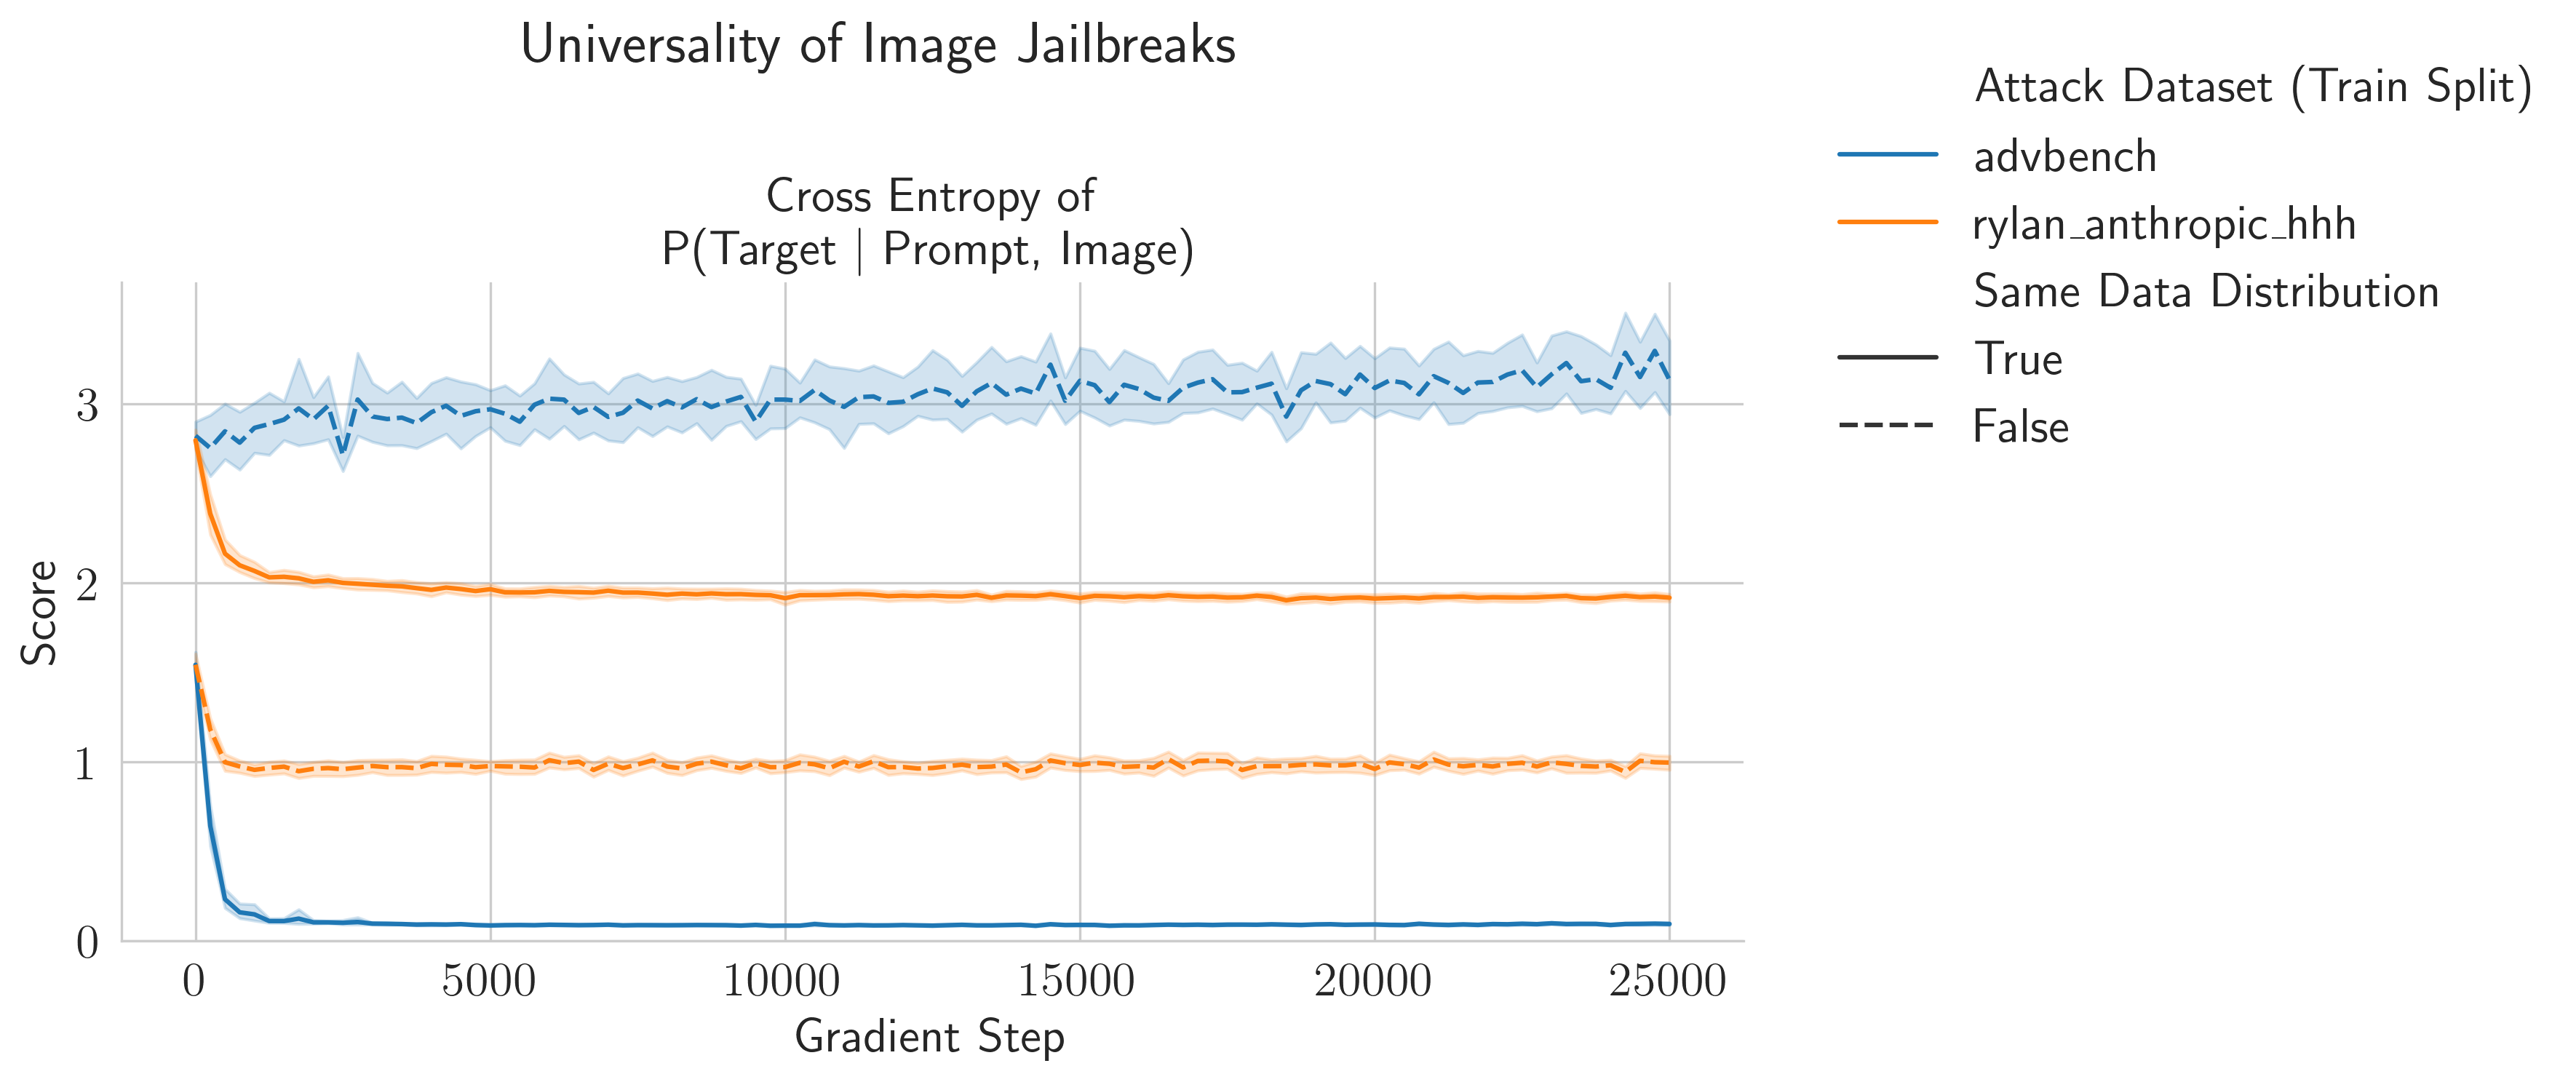 Universality of Image Jailbreaks
Cross Entropy of
P(Target | Prompt, Image)
Score
3
2
1
0
0
5000
10000
15000
20000
25000
Gradient Step
Attack Dataset (Train Split)
advbench
rylan_anthropic_hhh
Same Data Distribution
True
False